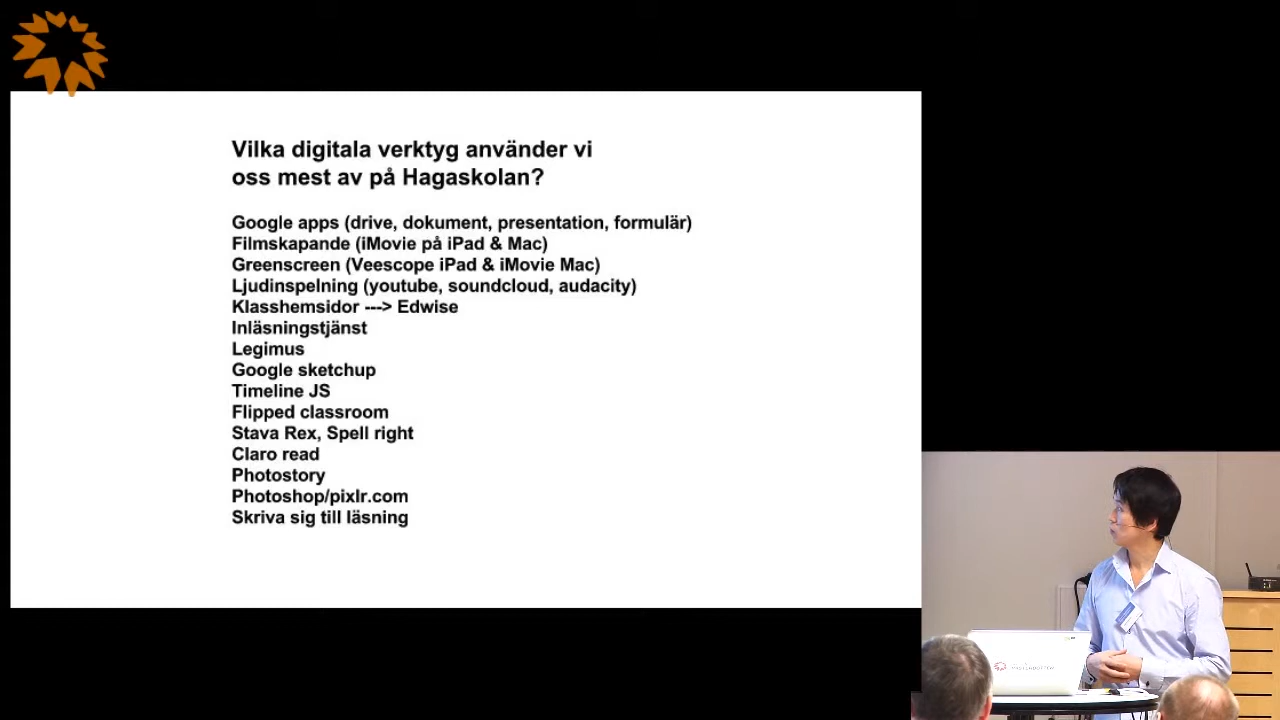 Vilka digitala verktyg använder vi
oss mest av på Hagaskolan?
Google apps (drive, dokument, presentation, formulär)
Filmskapande (iMovie på iPad & Mac)
Greenscreen (Veescope iPad & iMovie Mac)
Ljudinspelning (youtube, soundcloud, audacity)
Klasshemsidor ---> Edwise
Inläsningstjänst
Legimus
Google sketchup
Timeline JS
Flipped classroom
Stava Rex, Spell right
Claro read
Photostory
Photoshop/pixlr.com
Skriva sig till läsning